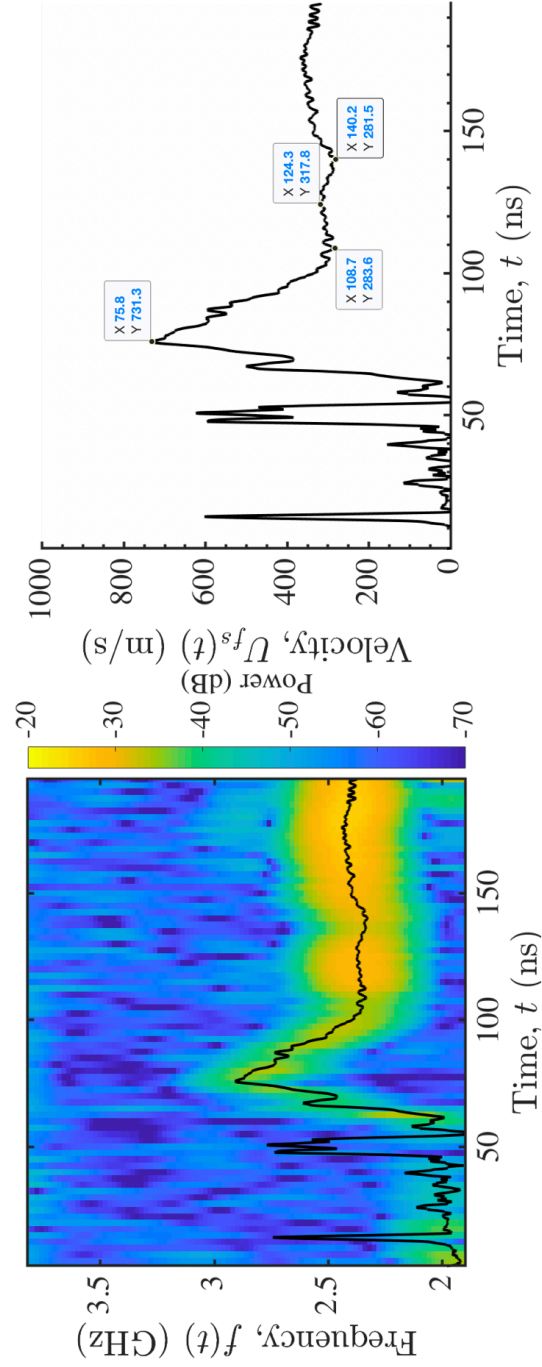 Frequency, f(t) (GHz)
3.5
3
2.5
2
50
100
150
Time, t (ns)
Power (dB)
-20
-30
-40
-50
-60
-70
Velocity, U_{fs}(t) (m/s)
1000
800
600
400
200
0
50
100
150
Time, t (ns)
X 75.8
Y 731.3
X 108.7
Y 283.6
X 124.3
Y 317.8
X 140.2
Y 281.5